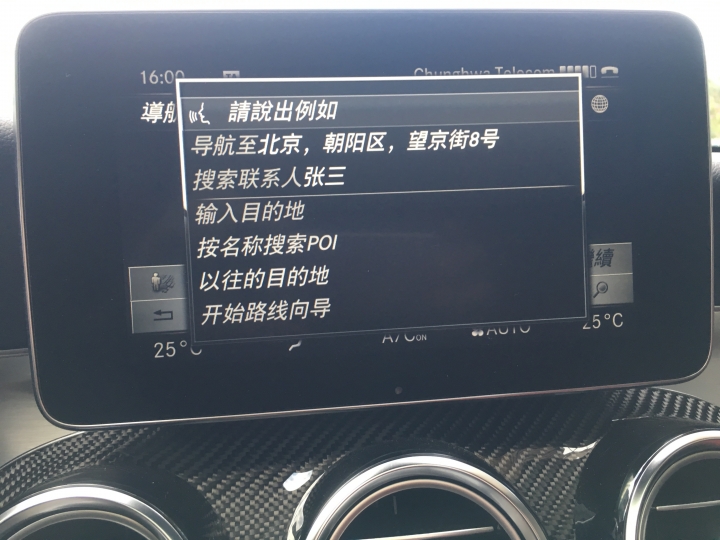 16:00
Chunghwa Telecom
導航
請說出例如
导航至北京，朝阳区，望京街8号
搜索联系人张三
输入目的地
按名称搜索POI
以往的目的地
开始路线向导
續
25°C
A/C ON
AUTO
25°C